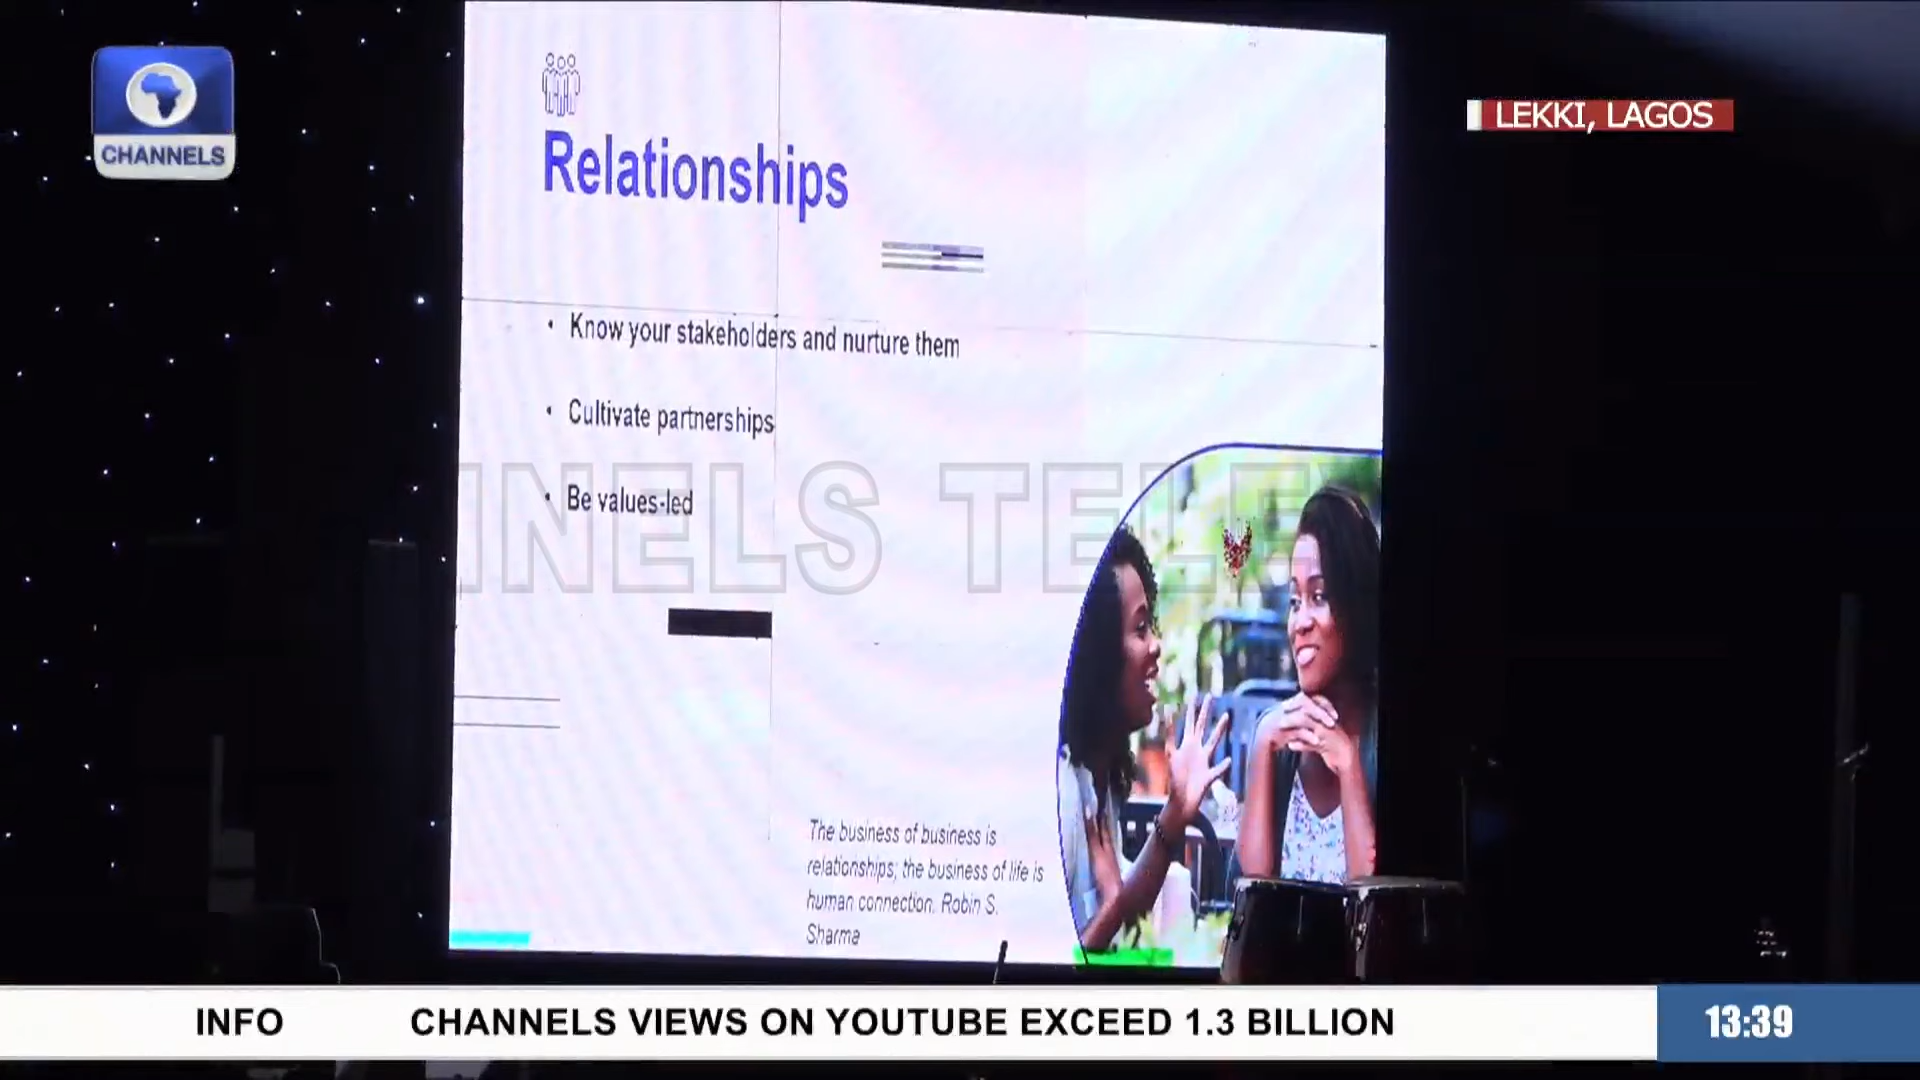 CHANNELS
LEKKI, LAGOS
Relationships
• Know your stakeholders and nurture them
• Cultivate partnerships
• Be values-led
NNELS TELE
The business of business is
relationships; the business of life is
human connection. Robin S.
Sharma
INFO
CHANNELS VIEWS ON YOUTUBE EXCEED 1.3 BILLION
13:39